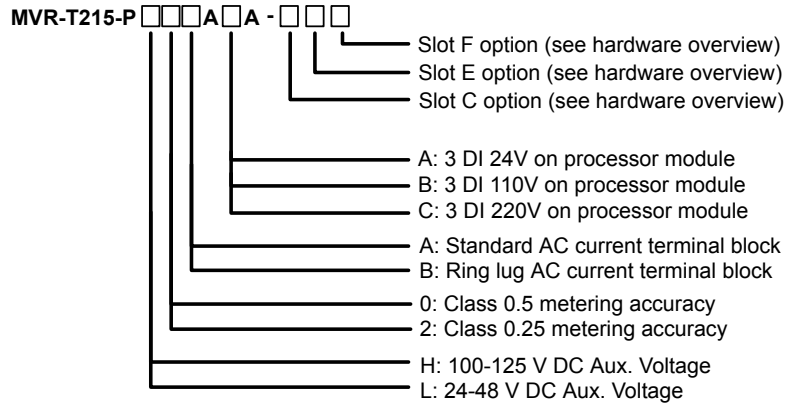 MVR-T215-P□□□A□A-□□□
Slot F option (see hardware overview)
Slot E option (see hardware overview)
Slot C option (see hardware overview)
A: 3 DI 24V on processor module
B: 3 DI 110V on processor module
C: 3 DI 220V on processor module
A: Standard AC current terminal block
B: Ring lug AC current terminal block
0: Class 0.5 metering accuracy
2: Class 0.25 metering accuracy
H: 100-125 V DC Aux. Voltage
L: 24-48 V DC Aux. Voltage